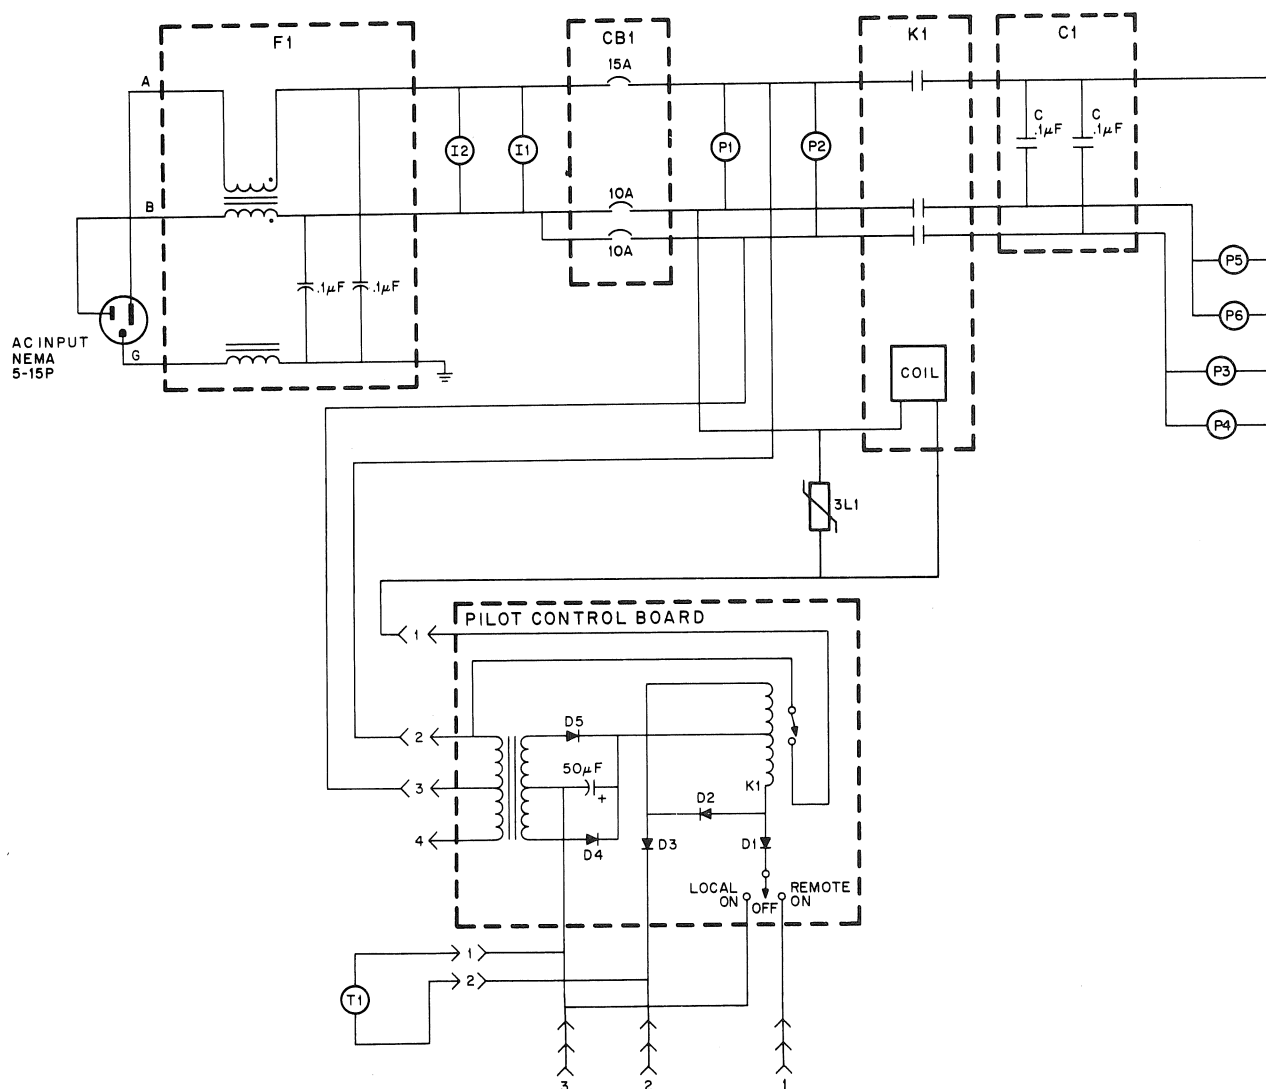 F1
CB1
K1
C1
15A
A
C
.1µF
C
.1µF
I2
I1
P1
P2
10A
B
10A
.1µF
.1µF
P5
P6
AC INPUT
NEMA
5-15P
G
COIL
P3
P4
3L1
PILOT CONTROL BOARD
1
D5
2
50µF
+
K1
3
D2
4
D4
D3
D1
LOCAL
ON
OFF
REMOTE
ON
1
2
T1
3
2
1